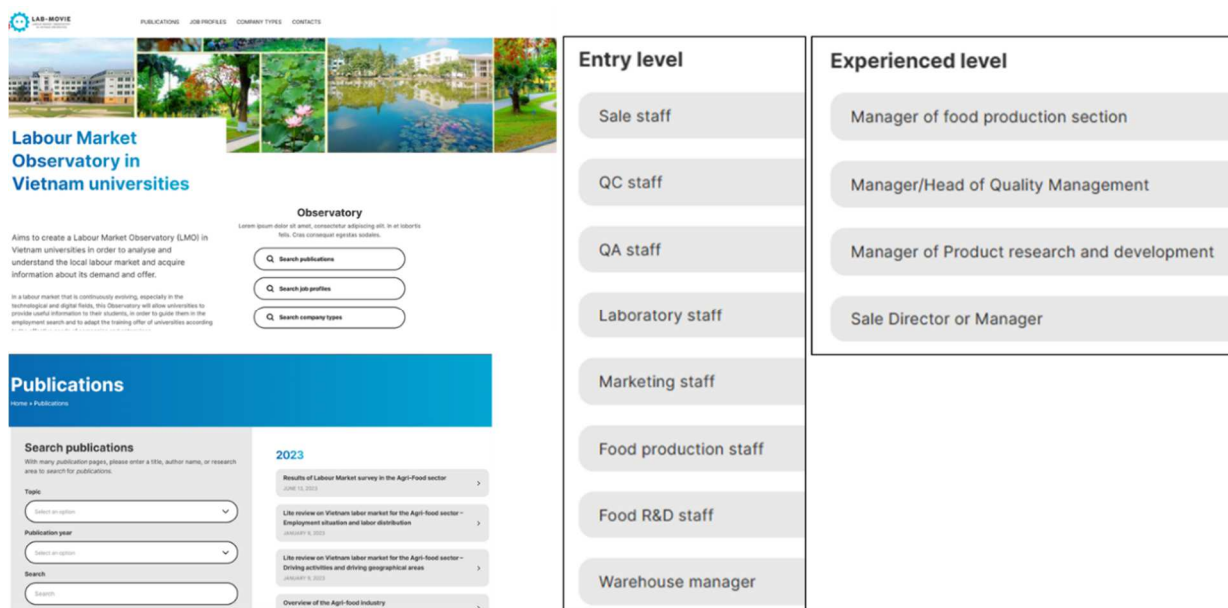 LAB-MOVIE
PUBLICATIONS JOB PROFILES COMPANY TYPES CONTACTS
Labour Market
Observatory in
Vietnam universities
Aims to create a Labour Market Observatory (LMO) in
Vietnam universities in order to analyse and
understand the local labour market and acquire
information about its demand and offer.
In a labour market that is continuously evolving, especially in the
technological and digital fields, this Observatory will allow universities to
provide useful information to their students, in order to guide them in the
employment search and to adapt the training offer of universities according
Observatory
Lorem ipsum dolor sit amet, consectetur adipiscing elit. In et lobortis
felis. Cras consequat egestas sodales.
Search publications
Search job profiles
Search company types
Publications
Home » Publications
Search publications
With many publication pages, please enter a title, author name, or research
area to search for publications.
Topic
Select an option
Publication year
Select an option
Search
Search
2023
Results of Labour Market survey in the Agri-Food sector
JUNE 13, 2023
Lite review on Vietnam labor market for the Agri-food sector –
Employment situation and labor distribution
JANUARY 9, 2023
Lite review on Vietnam labor market for the Agri-food sector –
Driving activities and driving geographical areas
JANUARY 9, 2023
Overview of the Agri-food industry
Entry level
Sale staff
QC staff
QA staff
Laboratory staff
Marketing staff
Food production staff
Food R&D staff
Warehouse manager
Experienced level
Manager of food production section
Manager/Head of Quality Management
Manager of Product research and development
Sale Director or Manager